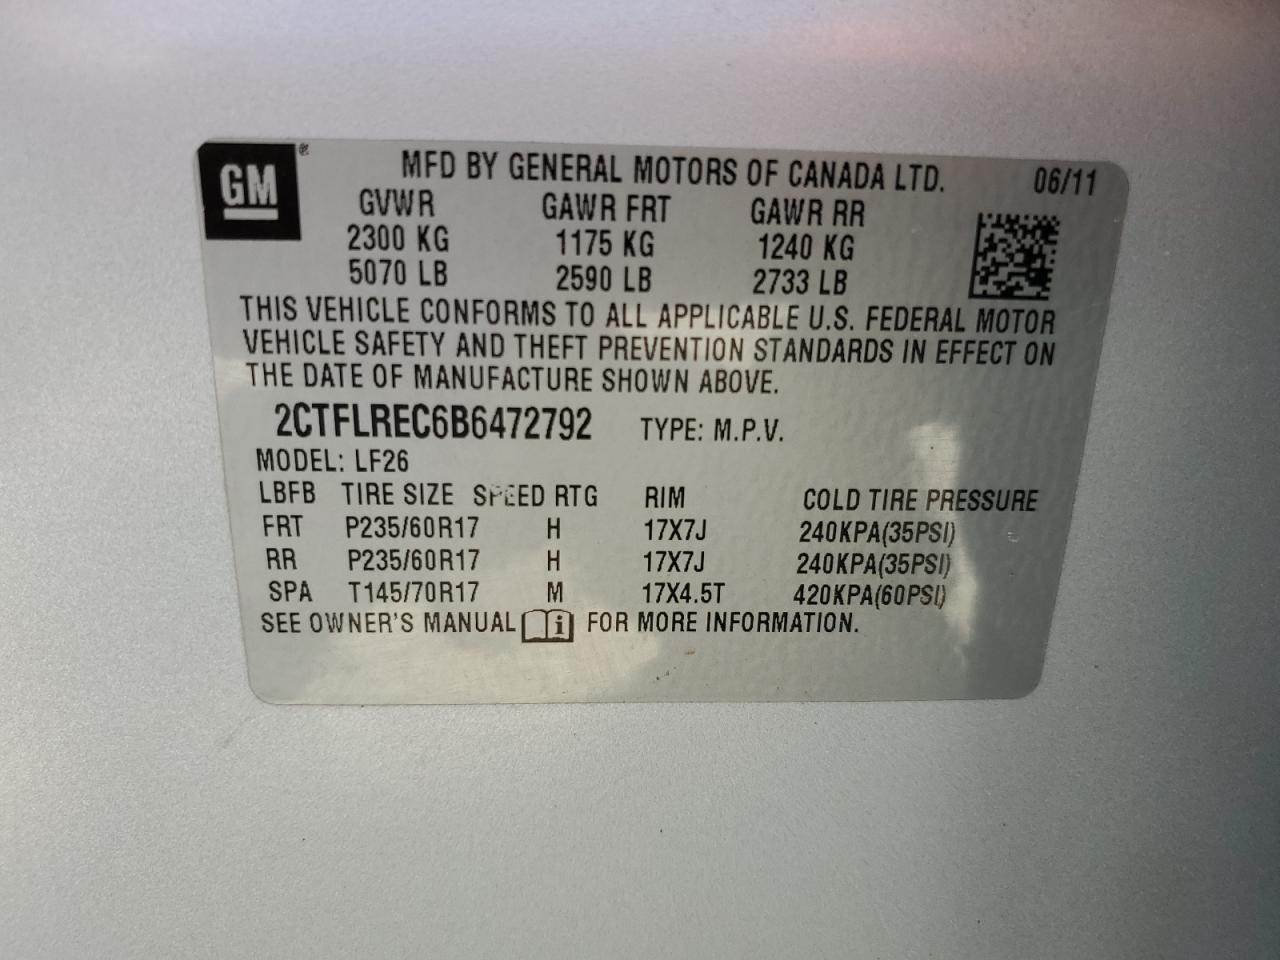 GM ® MFD BY GENERAL MOTORS OF CANADA LTD. 06/11
GVWR GAWR FRT GAWR RR
2300 KG 1175 KG 1240 KG
5070 LB 2590 LB 2733 LB
THIS VEHICLE CONFORMS TO ALL APPLICABLE U.S. FEDERAL MOTOR
VEHICLE SAFETY AND THEFT PREVENTION STANDARDS IN EFFECT ON
THE DATE OF MANUFACTURE SHOWN ABOVE.
2CTFLREC6B6472792 TYPE: M.P.V.
MODEL: LF26
LBFB TIRE SIZE SPEED RTG RIM COLD TIRE PRESSURE
FRT P235/60R17 H 17X7J 240KPA(35PSI)
RR P235/60R17 H 17X7J 240KPA(35PSI)
SPA T145/70R17 M 17X4.5T 420KPA(60PSI)
SEE OWNER'S MANUAL i FOR MORE INFORMATION.